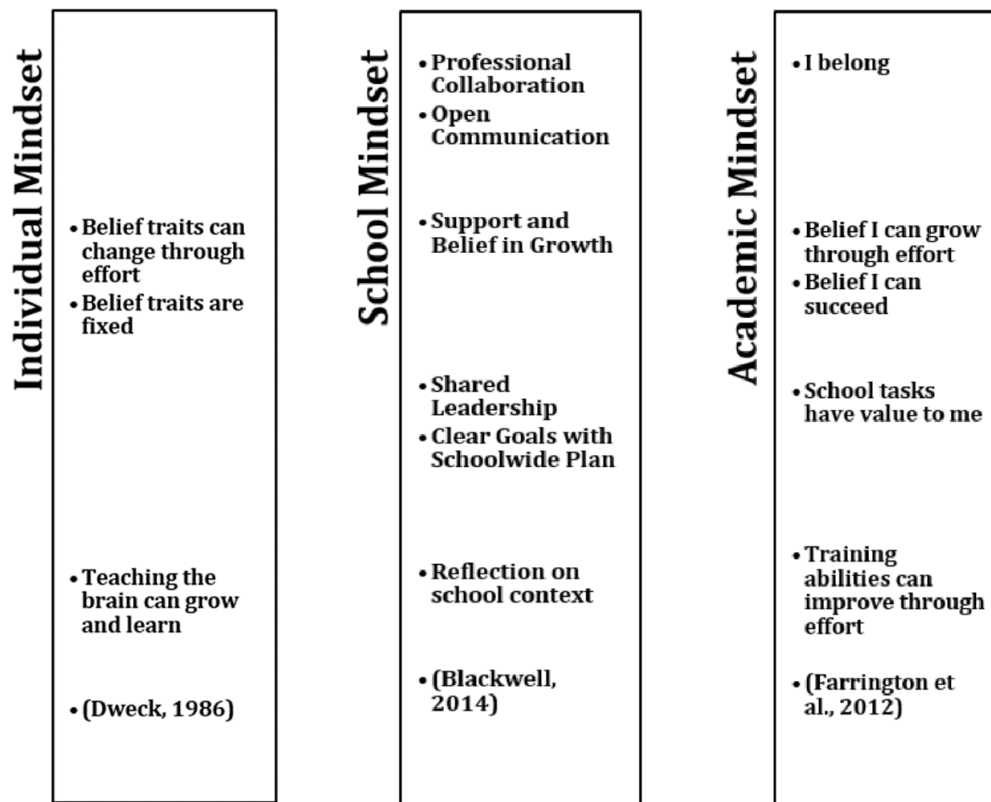 Individual Mindset
• Belief traits can
change through
effort
• Belief traits are
fixed
• Teaching the
brain can grow
and learn
• (Dweck, 1986)
School Mindset
• Professional
Collaboration
• Open
Communication
• Support and
Belief in Growth
• Shared
Leadership
• Clear Goals with
Schoolwide Plan
• Reflection on
school context
• (Blackwell,
2014)
Academic Mindset
• I belong
• Belief I can grow
through effort
• Belief I can
succeed
• School tasks
have value to me
• Training
abilities can
improve through
effort
• (Farrington et
al., 2012)